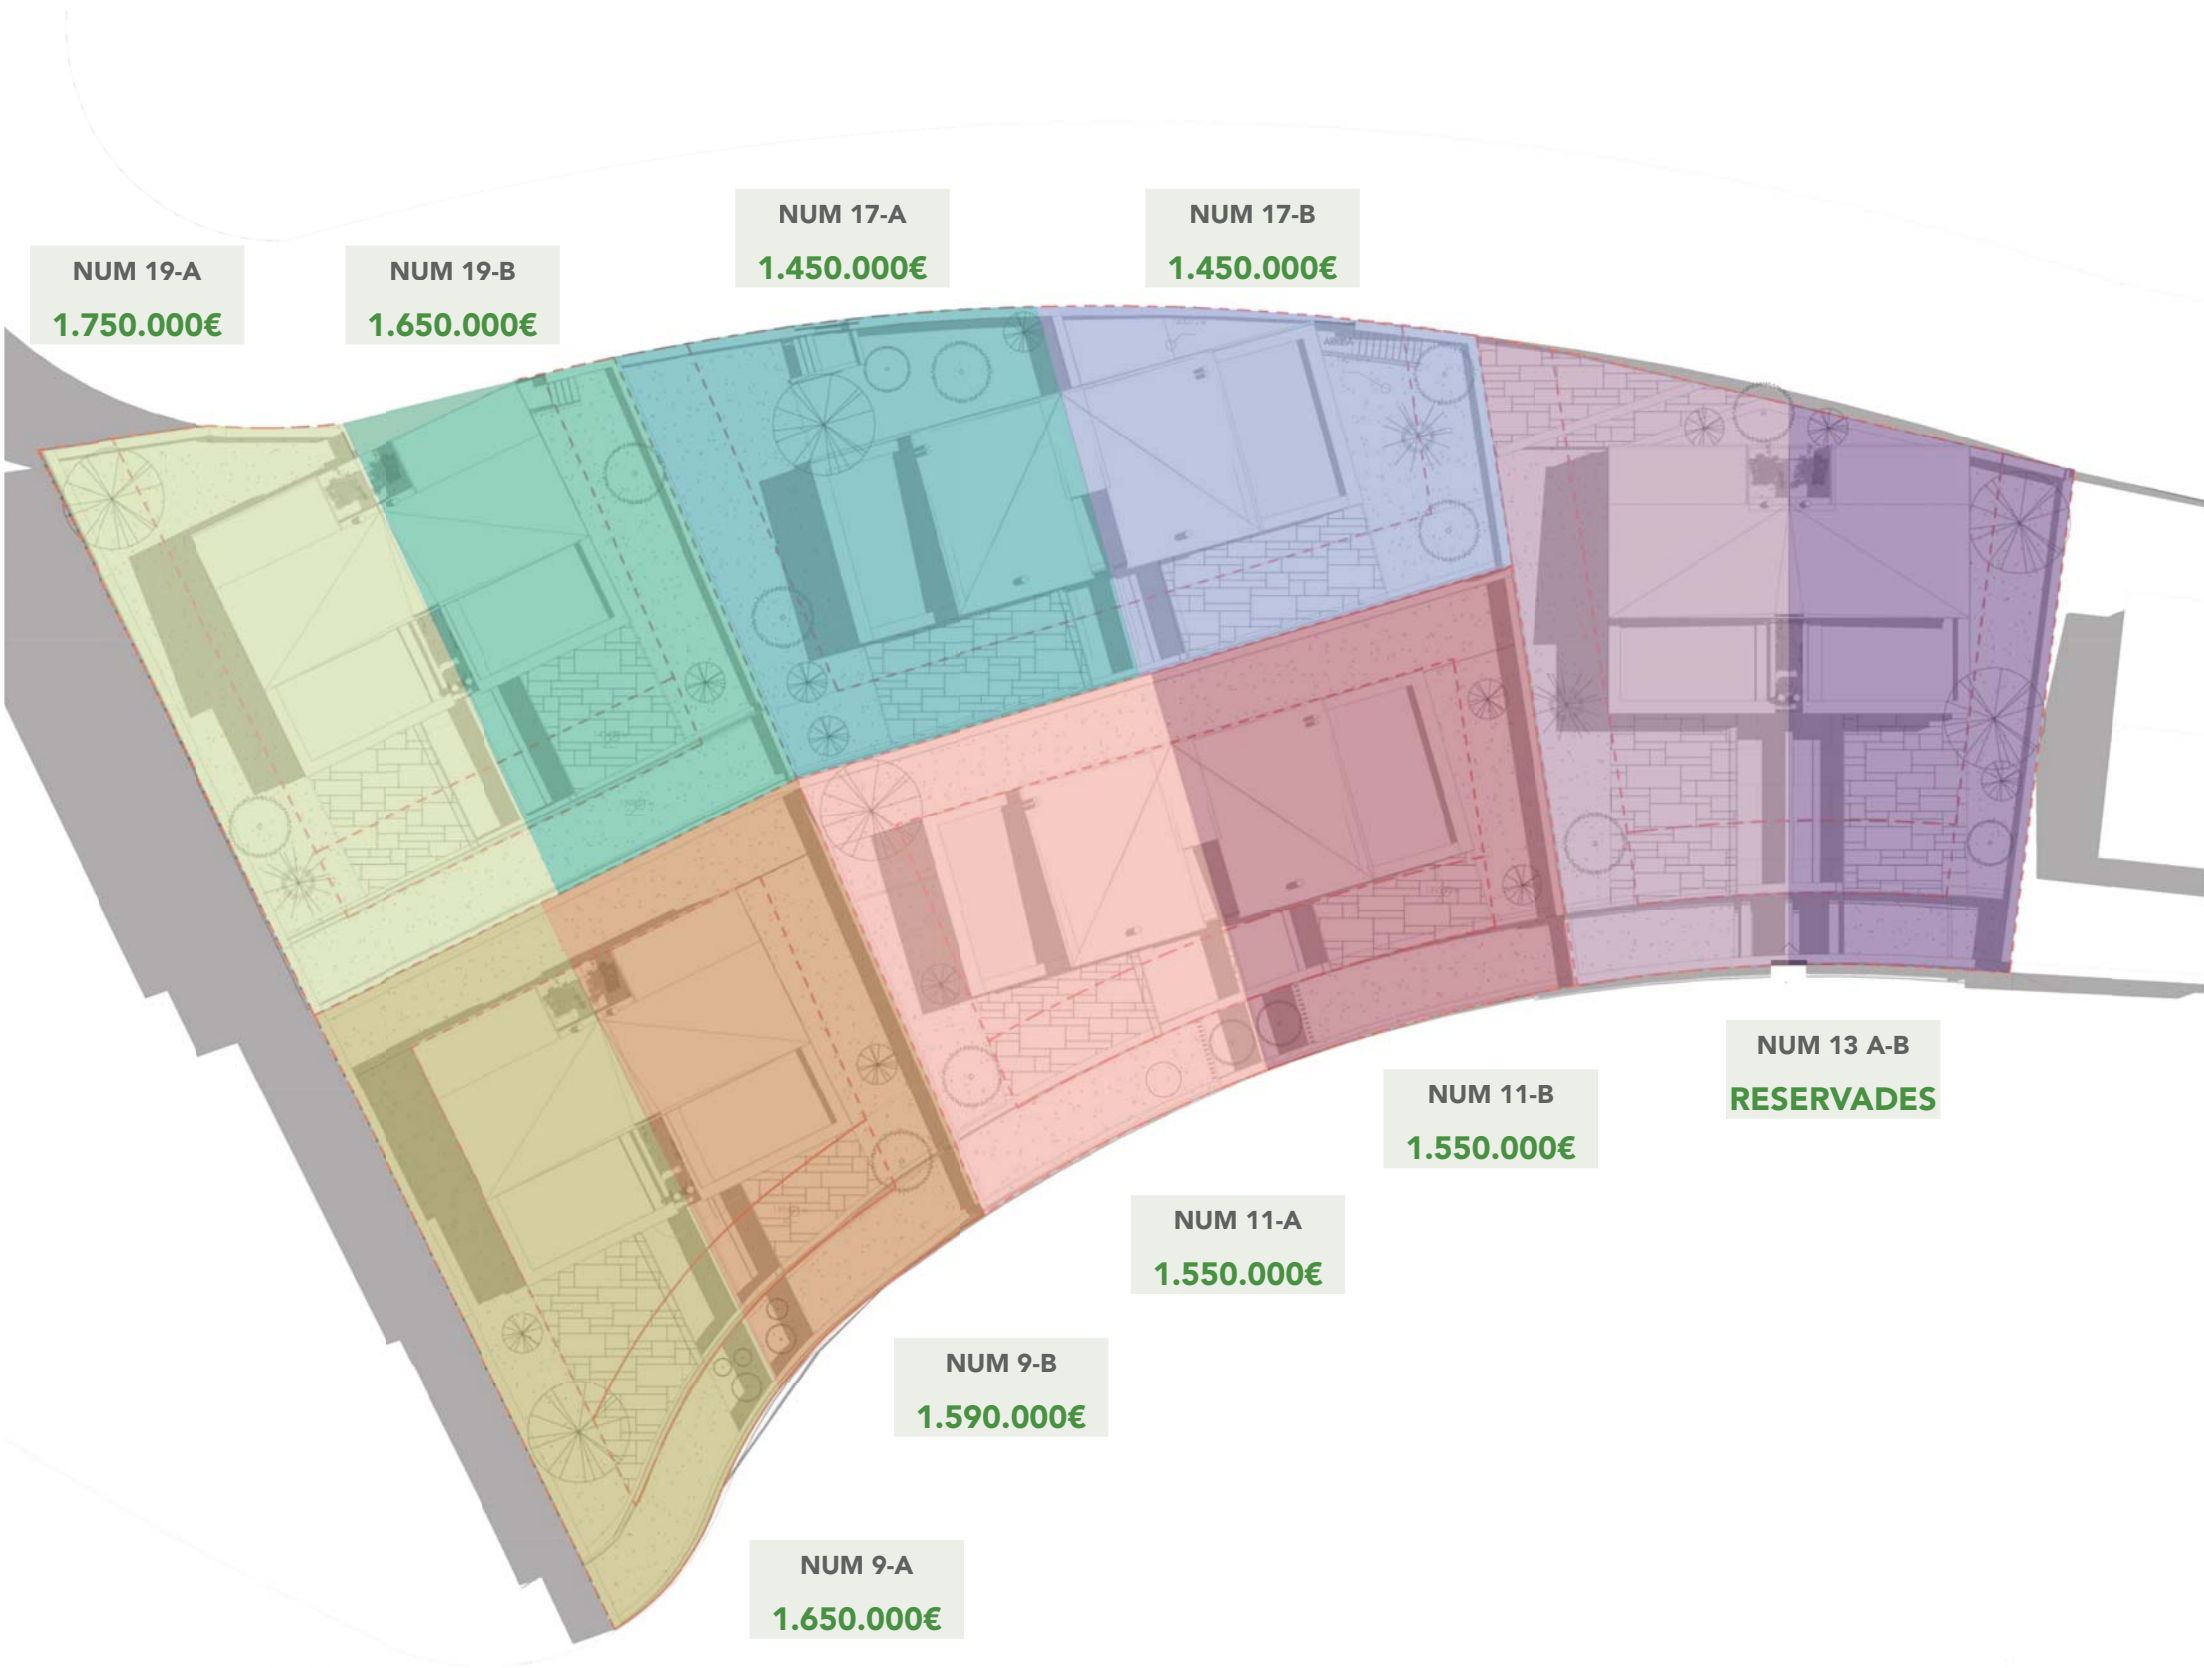 NUM 17-A
1.450.000€
NUM 17-B
1.450.000€
NUM 19-A
1.750.000€
NUM 19-B
1.650.000€
NUM 13 A-B
RESERVADES
NUM 11-B
1.550.000€
NUM 11-A
1.550.000€
NUM 9-B
1.590.000€
NUM 9-A
1.650.000€